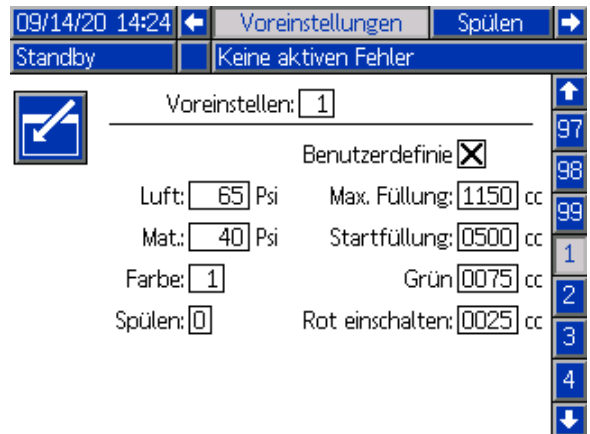 09/14/20 14:24 Voreinstellungen Spülen
Standby Keine aktiven Fehler
Voreinstellen: 1
Benutzerdefinie
Luft: 65 Psi Max. Füllung: 1150 cc
Mat.: 40 Psi Startfüllung: 0500 cc
Farbe: 1 Grün 0075 cc
Spülen: 0 Rot einschalten: 0025 cc
97
98
99
1
2
3
4